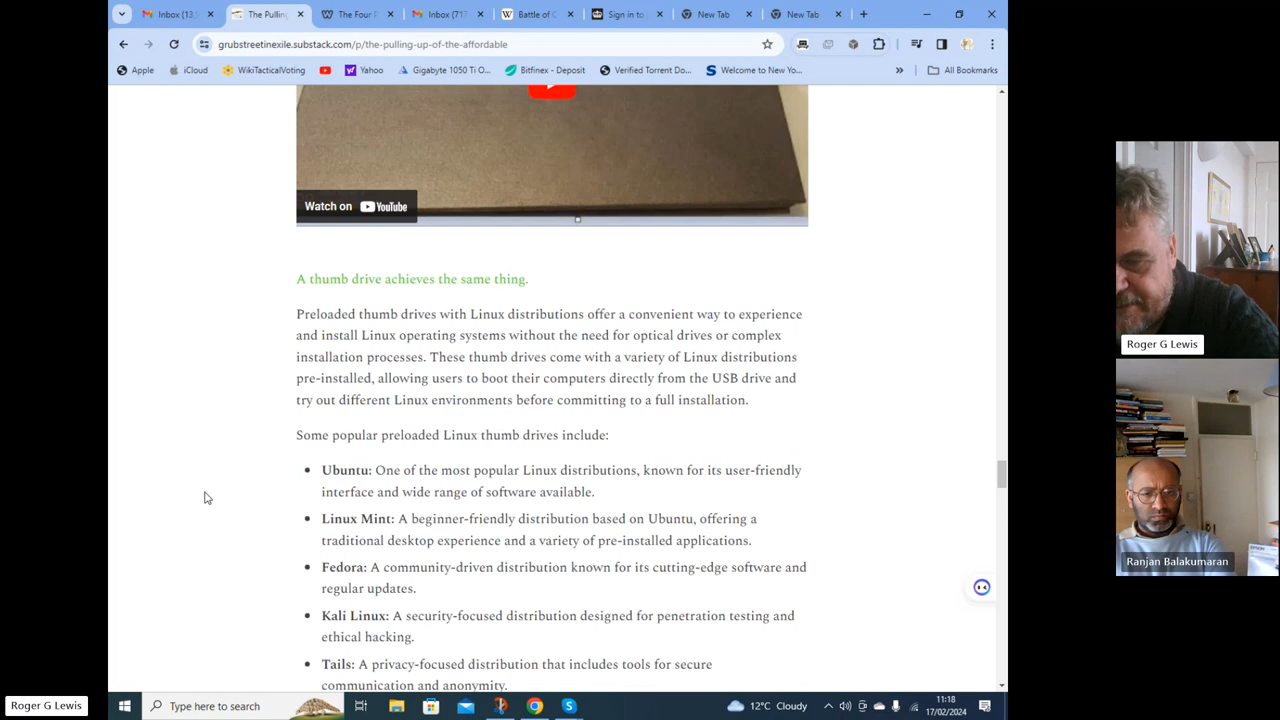 Inbox (13,
The Pulling
The Four P
Inbox (717
Battle of C
Sign in to
New Tab
New Tab
grubstreetinexile.substack.com/p/the-pulling-up-of-the-affordable
Apple
iCloud
WikiTacticalVoting
Yahoo
Gigabyte 1050 Ti O...
Bitfinex - Deposit
Verified Torrent Do...
Welcome to New Yo...
All Bookmarks
Watch on YouTube
A thumb drive achieves the same thing.
Preloaded thumb drives with Linux distributions offer a convenient way to experience
and install Linux operating systems without the need for optical drives or complex
installation processes. These thumb drives come with a variety of Linux distributions
pre-installed, allowing users to boot their computers directly from the USB drive and
try out different Linux environments before committing to a full installation.
Some popular preloaded Linux thumb drives include:
Ubuntu: One of the most popular Linux distributions, known for its user-friendly
interface and wide range of software available.
Linux Mint: A beginner-friendly distribution based on Ubuntu, offering a
traditional desktop experience and a variety of pre-installed applications.
Fedora: A community-driven distribution known for its cutting-edge software and
regular updates.
Kali Linux: A security-focused distribution designed for penetration testing and
ethical hacking.
Tails: A privacy-focused distribution that includes tools for secure
communication and anonymity.
Type here to search
12°C Cloudy
11:18
17/02/2024
Roger G Lewis
Ranjan Balakumaran
Roger G Lewis